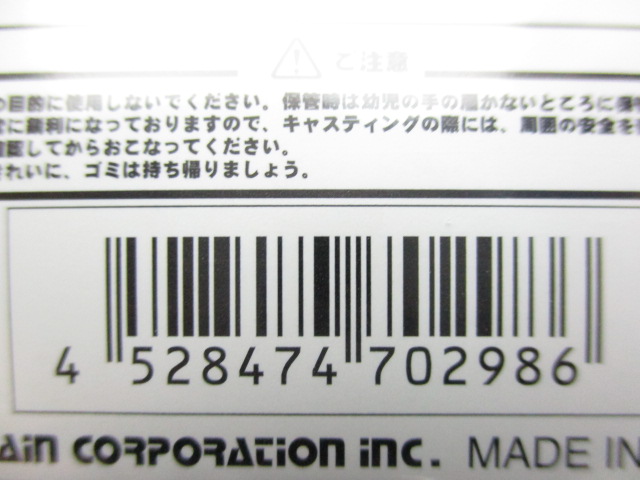 ご注意
の目的に使用しないでください。保管時は幼児の手の届かないところに保
常に鋭利になっておりますので、キャスティングの際には、周囲の安全を
確認してからおこなってください。
きれいに、ゴミは持ち帰りましょう。
4 528474 702986
AIN CORPORATION INC. MADE IN